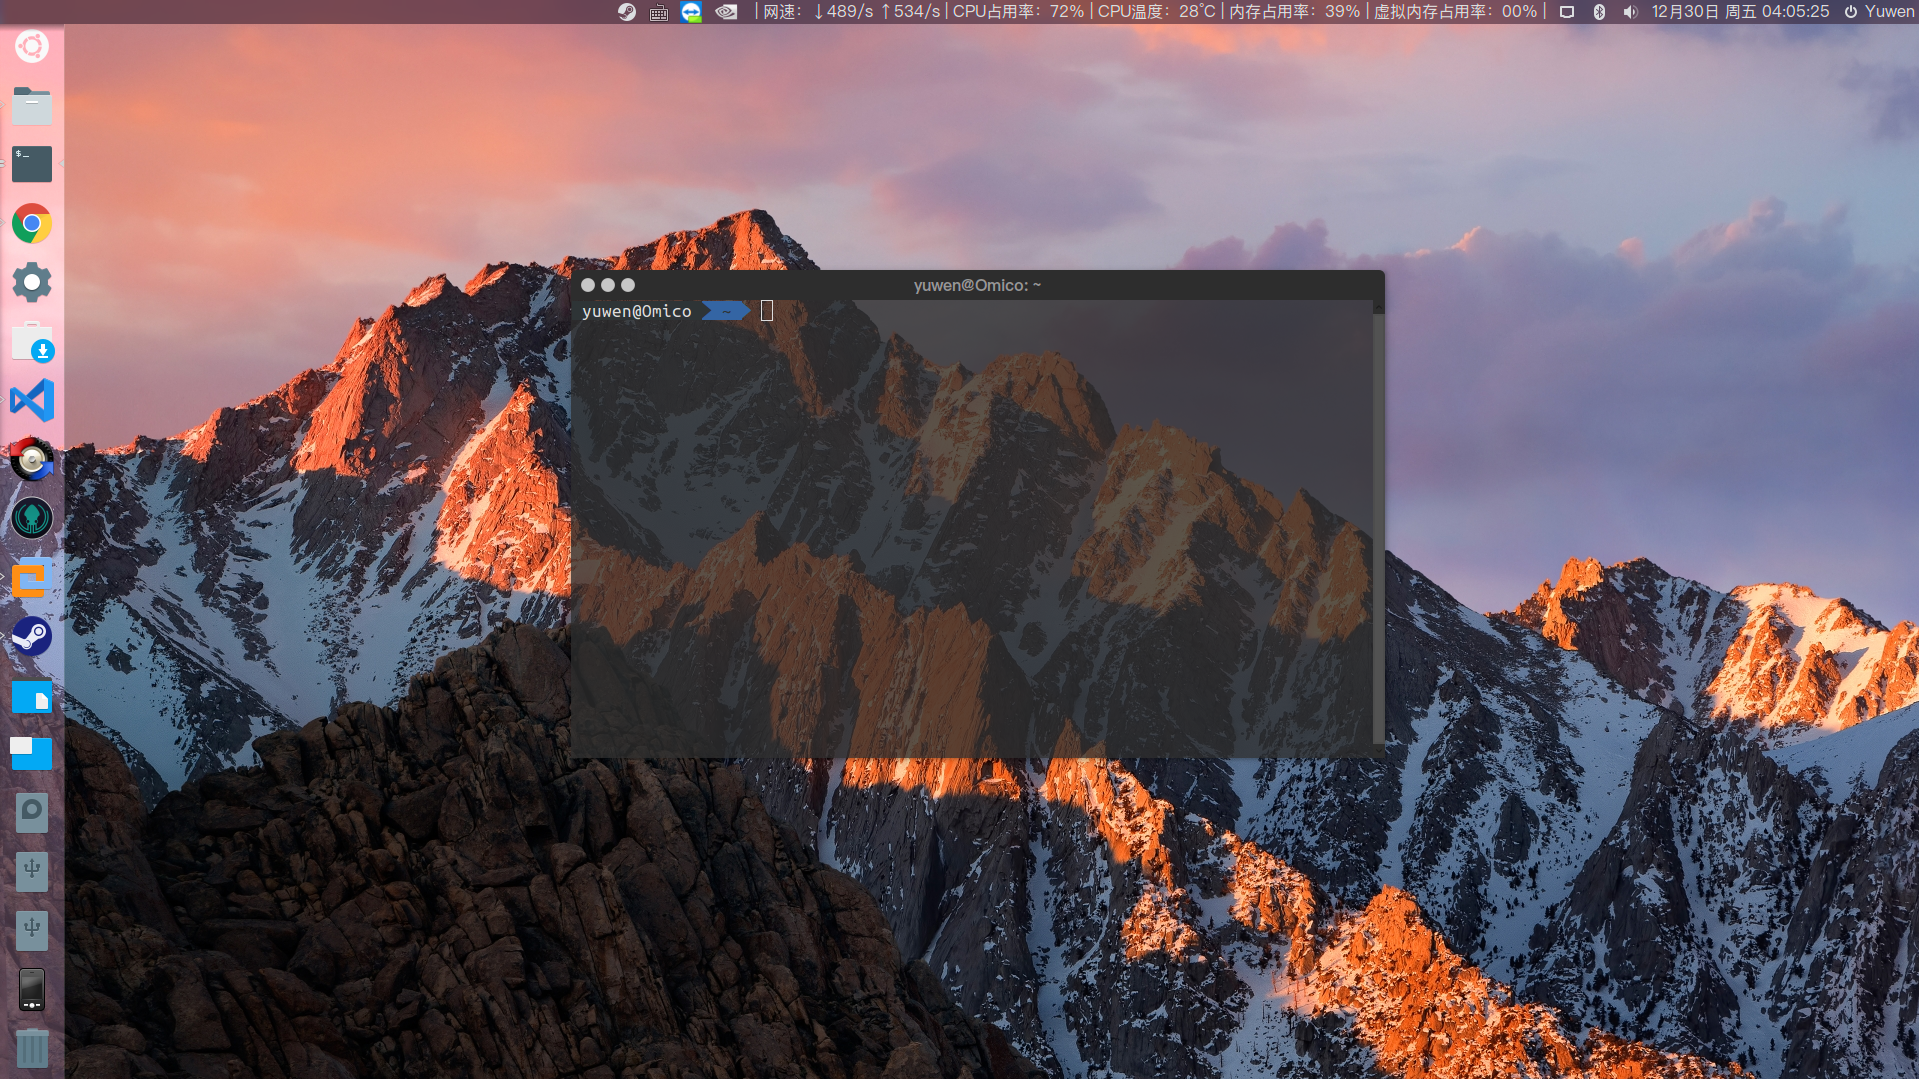 | 网速：↓489/s ↑534/s | CPU占用率：72% | CPU温度：28°C | 内存占用率：39% | 虚拟内存占用率：00% | 12月30日 周五 04:05:25 Yuwen
$_
yuwen@Omico: ~
yuwen@Omico ~